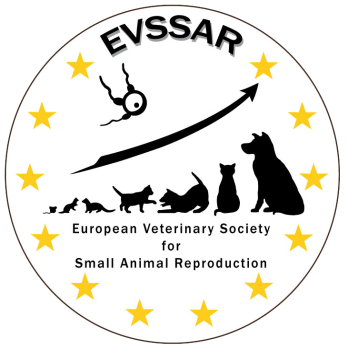 EVSSAR
European Veterinary Society
for
Small Animal Reproduction